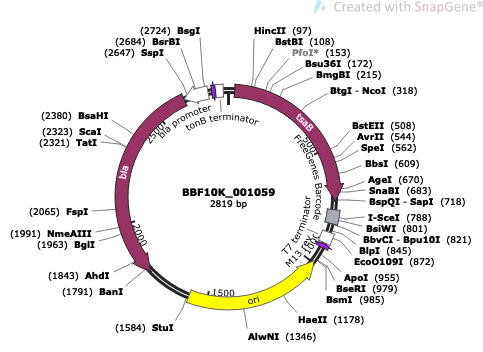 Created with SnapGene®
(2724) BsgI
(2684) BsrBI
(2647) SspI
HincII (97)
BstBI (108)
PfoI* (153)
Bsu36I (172)
BmgBI (215)
BtgI - NcoI (318)
BstEII (508)
AvrII (544)
SpeI (562)
BbsI (609)
AgeI (670)
SnaBI (683)
BspQI - SapI (718)
I-SceI (788)
BsiWI (801)
BbvCI - Bpu10I (821)
BlpI (845)
EcoO109I (872)
ApoI (955)
BseRI (979)
BsmI (985)
HaeII (1178)
AlwNI (1346)
(1584) StuI
(1791) BanI
(1843) AhdI
(1963) BglI
(1991) NmeAIII
(2065) FspI
(2321) TatI
(2323) ScaI
(2380) BsaHI
bla promoter
tonB terminator
tsaB
FreeGenes Barcode
T7 terminator
M13 rev
ori
bla
500
1000
1500
2000
2500
BBF10K_001059
2819 bp